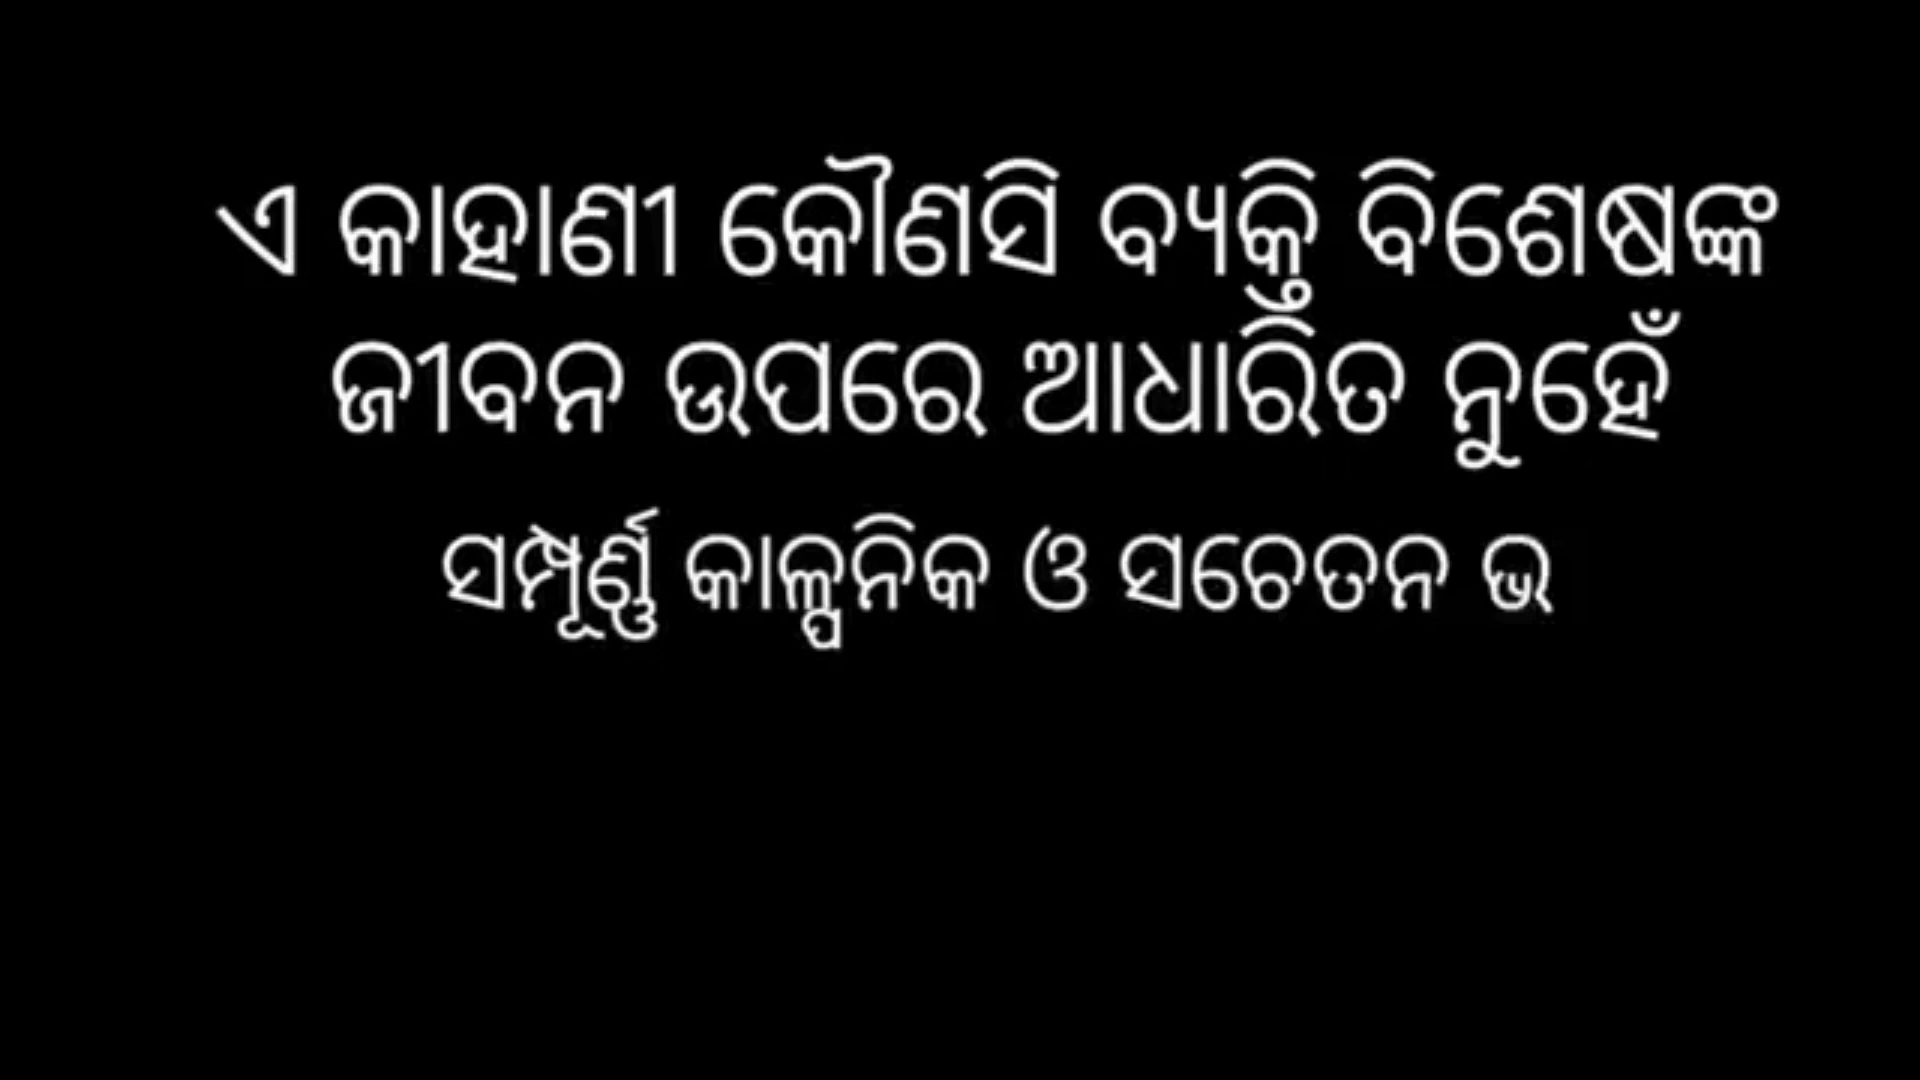 ଏ କାହାଣୀ କୌଣସି ବ୍ୟକ୍ତି ବିଶେଷଙ୍କ
ଜୀବନ ଉପରେ ଆଧାରିତ ନୁହେଁ
ସମ୍ପୂର୍ଣ୍ଣ କାଳ୍ପନିକ ଓ ସଚେତନ ଭ